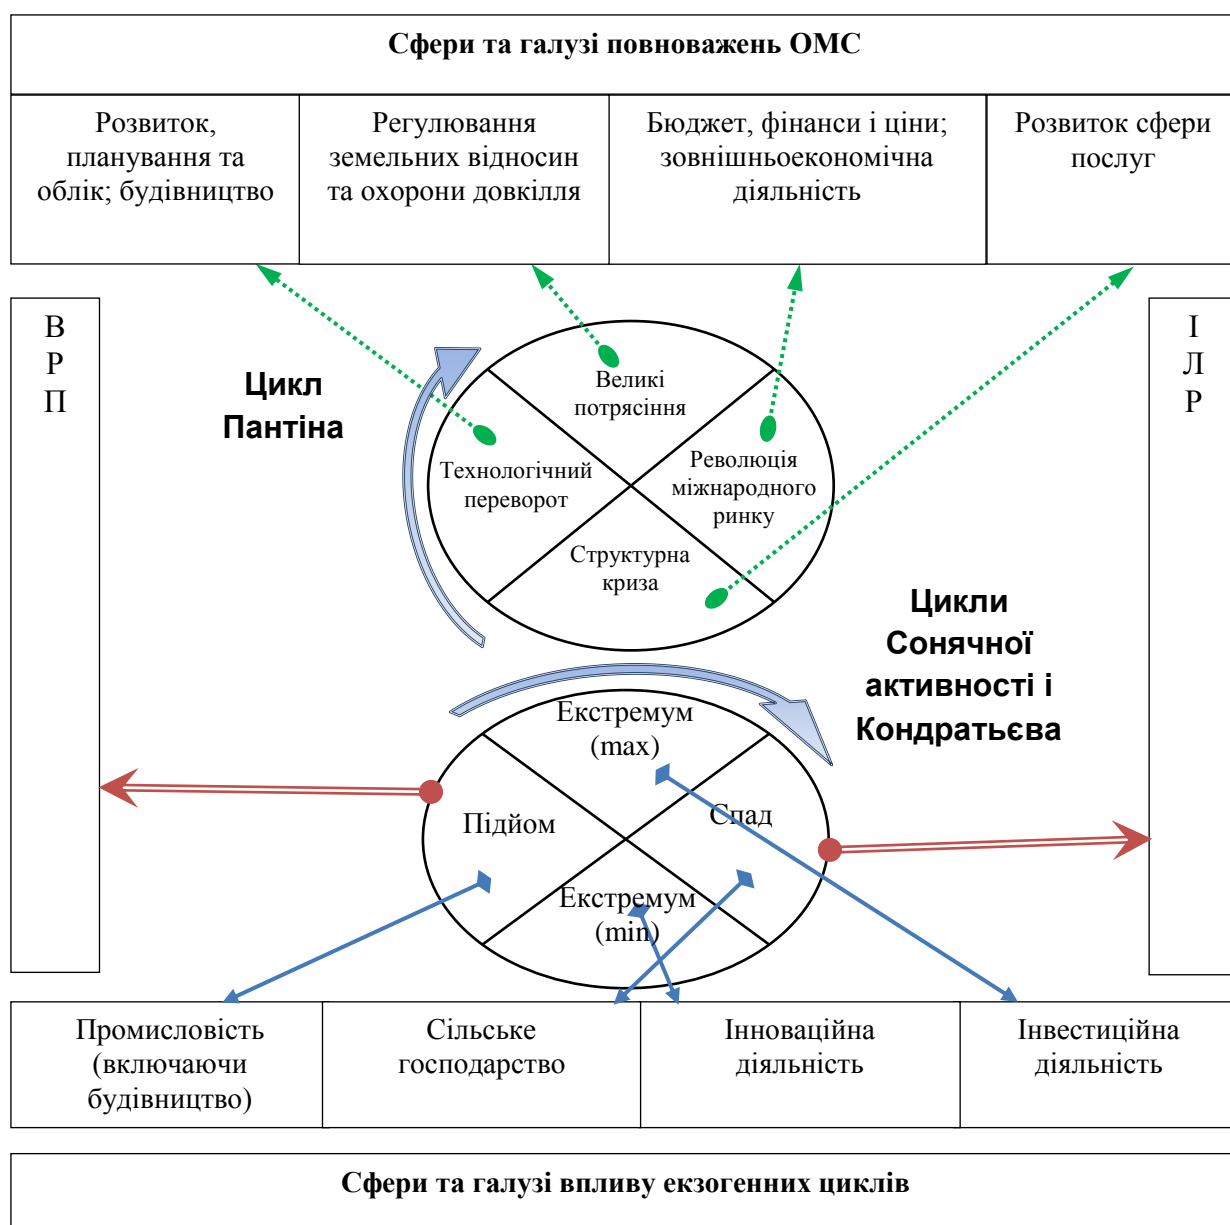 Сфери та галузі повноважень ОМС
Розвиток,
планування та
облік; будівництво
Регулювання
земельних відносин
та охорони довкілля
Бюджет, фінанси і ціни;
зовнішньоекономічна
діяльність
Розвиток сфери
послуг
В
Р
П
Цикл
Пантіна
Великі
потрясіння
Технологічний
переворот
Революція
міжнародного
ринку
Структурна
криза
І
Л
Р
Цикли
Сонячної
активності і
Кондратьєва
Екстремум
(max)
Підйом
Спад
Екстремум
(min)
Промисловість
(включаючи
будівництво)
Сільське
господарство
Інноваційна
діяльність
Інвестиційна
діяльність
Сфери та галузі впливу екзогенних циклів